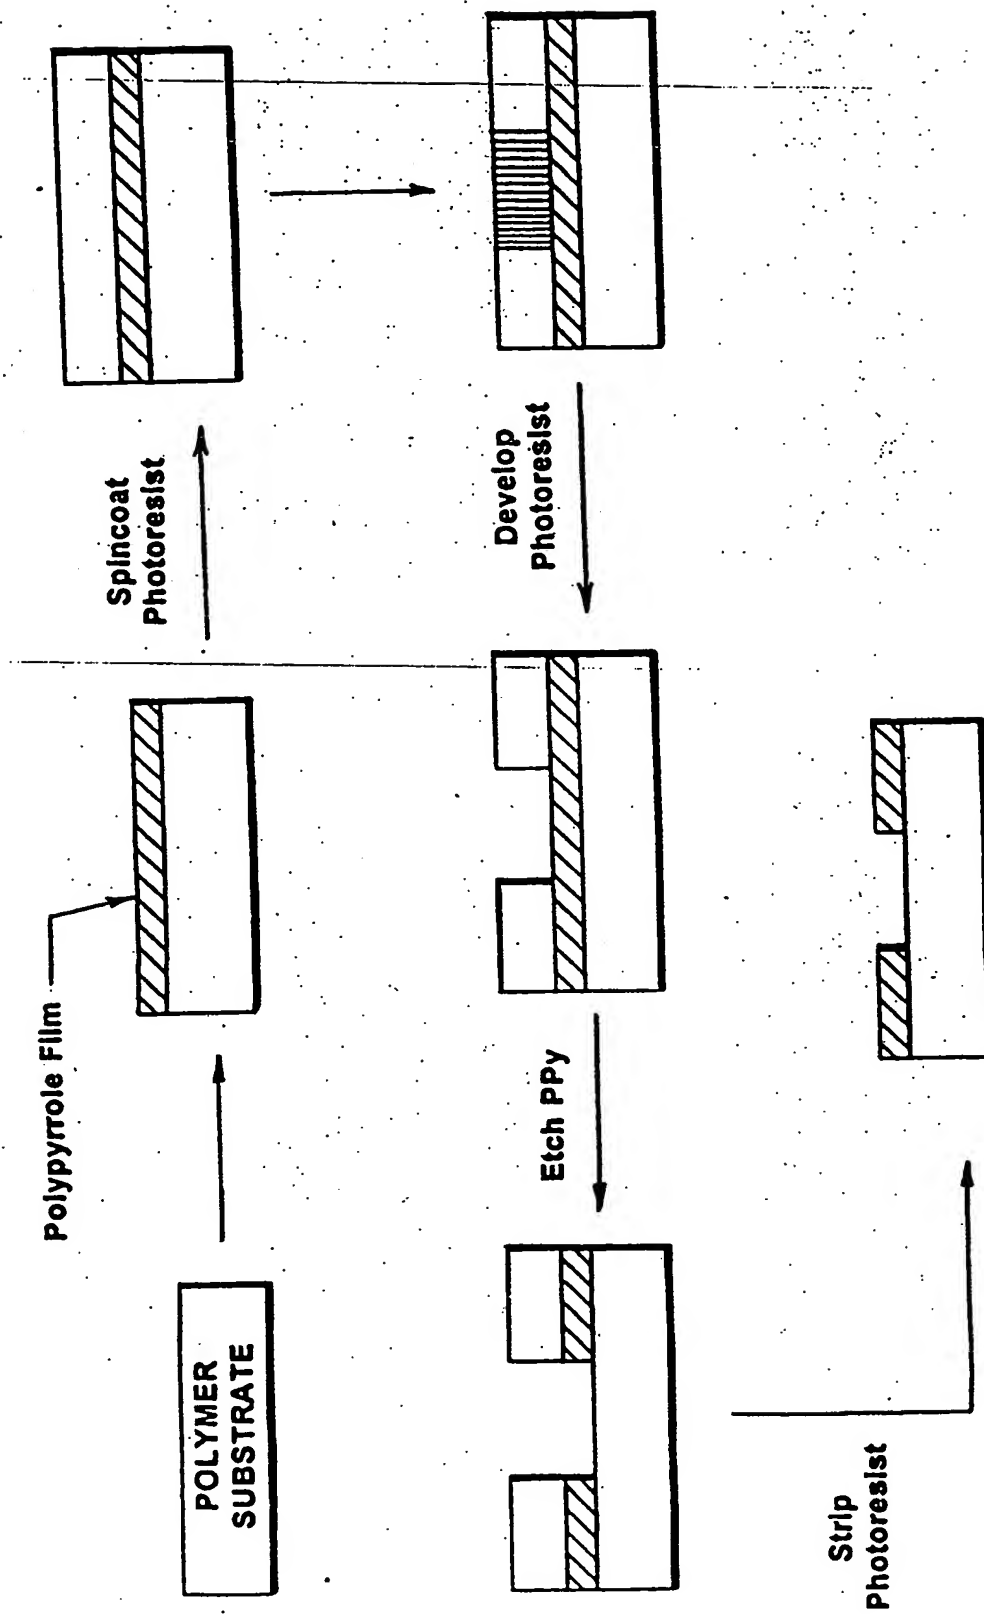 POLYMER
SUBSTRATE
Polypyrrole Film
Spincoat
Photoresist
Develop
Photoresist
Etch PPy
Strip
Photoresist